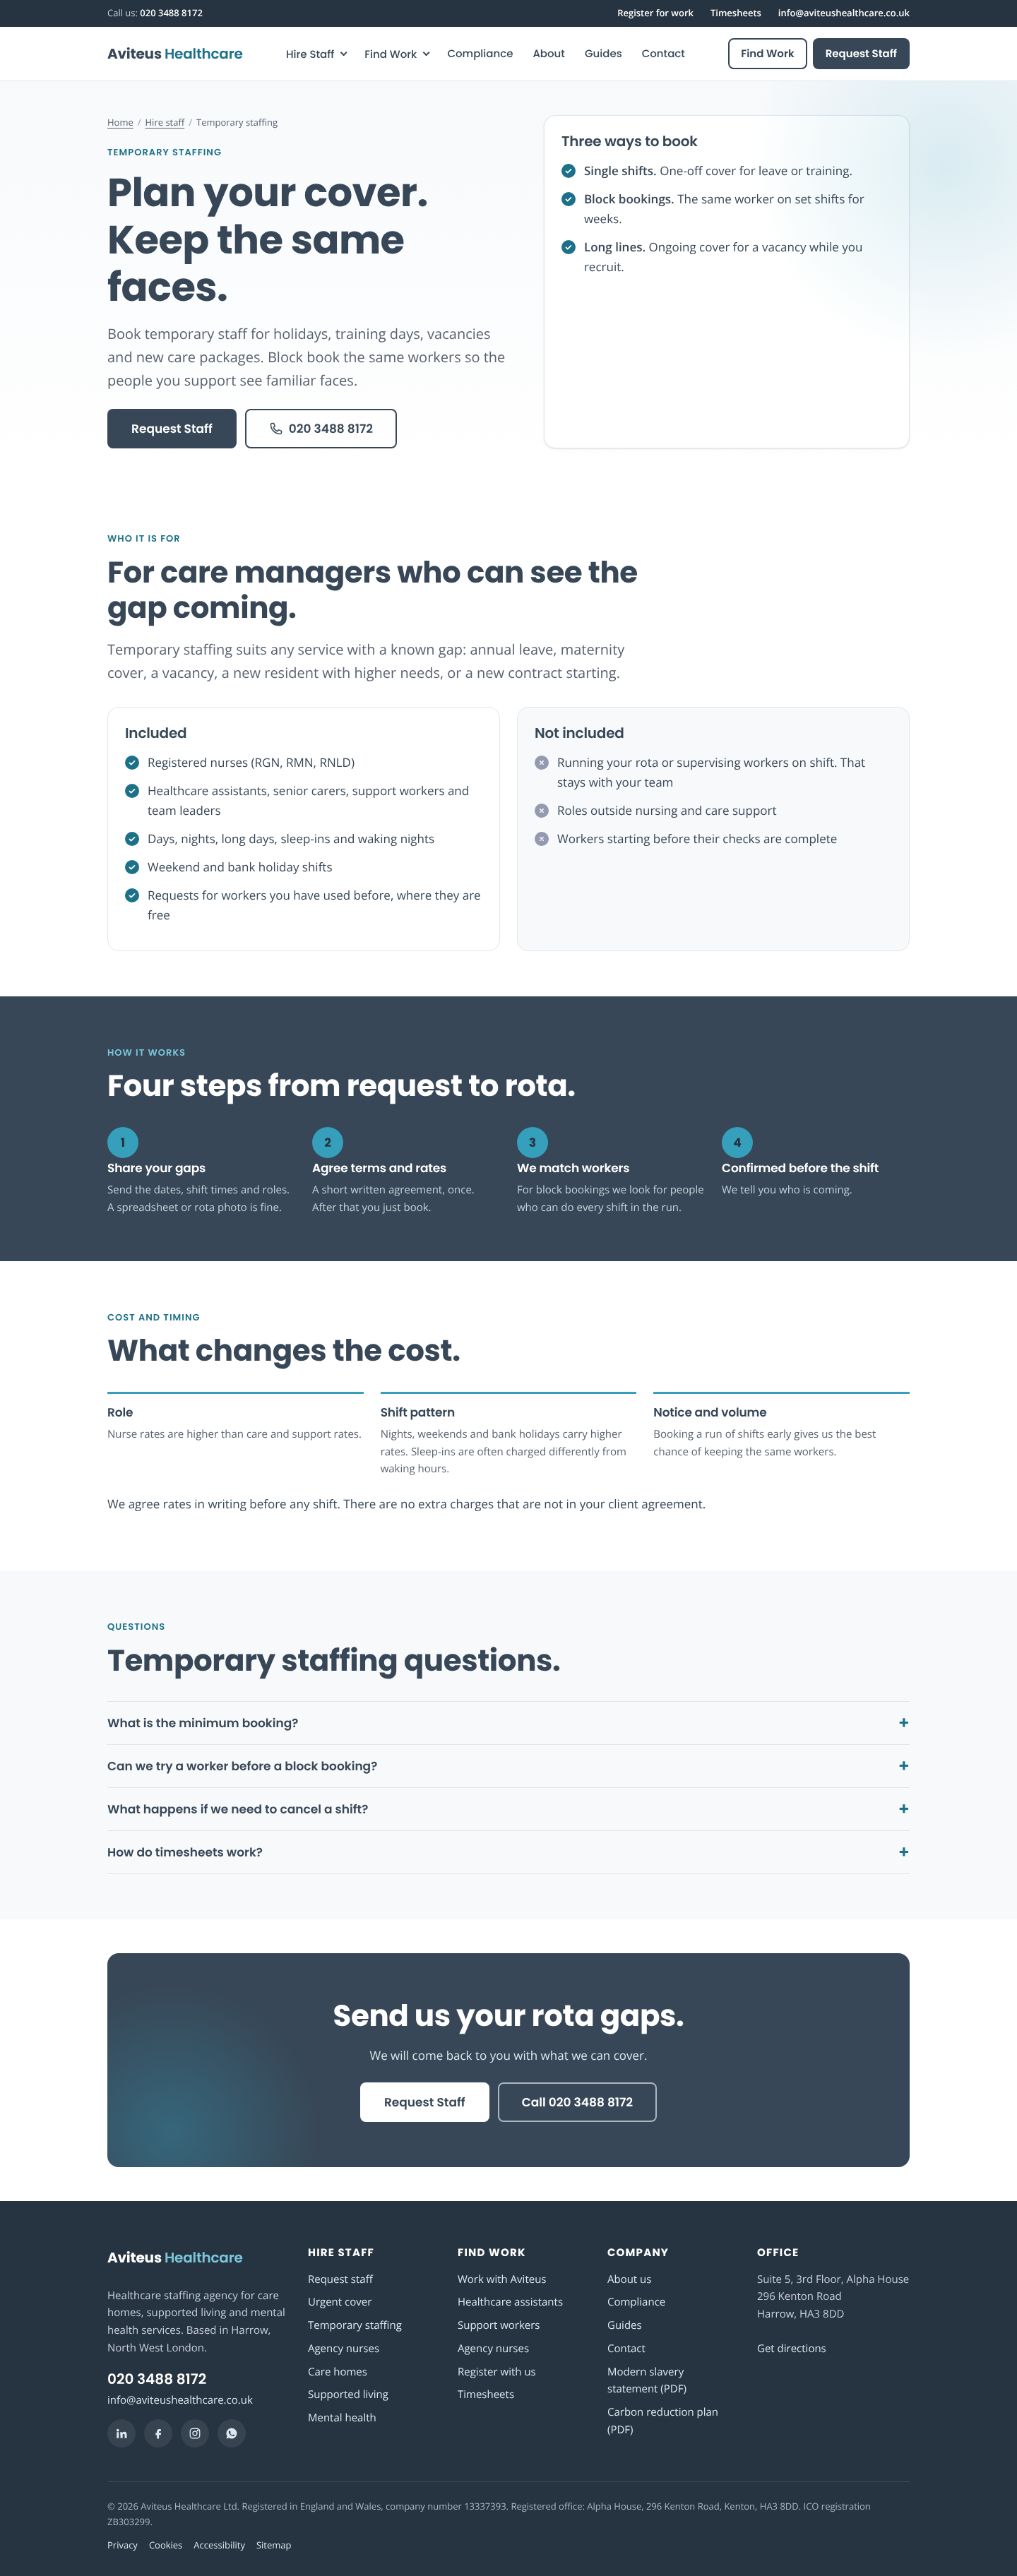 Call us: 020 3488 8172
Register for work Timesheets info@aviteushealthcare.co.uk
Aviteus Healthcare
Hire Staff Find Work Compliance About Guides Contact
Find Work Request Staff
Home / Hire staff / Temporary staffing
TEMPORARY STAFFING
Plan your cover.
Keep the same
faces.
Book temporary staff for holidays, training days, vacancies
and new care packages. Block book the same workers so the
people you support see familiar faces.
Request Staff
020 3488 8172
Three ways to book
Single shifts. One-off cover for leave or training.
Block bookings. The same worker on set shifts for
weeks.
Long lines. Ongoing cover for a vacancy while you
recruit.
WHO IT IS FOR
For care managers who can see the
gap coming.
Temporary staffing suits any service with a known gap: annual leave, maternity
cover, a vacancy, a new resident with higher needs, or a new contract starting.
Included
Registered nurses (RGN, RMN, RNLD)
Healthcare assistants, senior carers, support workers and
team leaders
Days, nights, long days, sleep-ins and waking nights
Weekend and bank holiday shifts
Requests for workers you have used before, where they are
free
Not included
Running your rota or supervising workers on shift. That
stays with your team
Roles outside nursing and care support
Workers starting before their checks are complete
HOW IT WORKS
Four steps from request to rota.
1
Share your gaps
Send the dates, shift times and roles.
A spreadsheet or rota photo is fine.
2
Agree terms and rates
A short written agreement, once.
After that you just book.
3
We match workers
For block bookings we look for people
who can do every shift in the run.
4
Confirmed before the shift
We tell you who is coming.
COST AND TIMING
What changes the cost.
Role
Nurse rates are higher than care and support rates.
Shift pattern
Nights, weekends and bank holidays carry higher
rates. Sleep-ins are often charged differently from
waking hours.
Notice and volume
Booking a run of shifts early gives us the best
chance of keeping the same workers.
We agree rates in writing before any shift. There are no extra charges that are not in your client agreement.
QUESTIONS
Temporary staffing questions.
What is the minimum booking? +
Can we try a worker before a block booking? +
What happens if we need to cancel a shift? +
How do timesheets work? +
Send us your rota gaps.
We will come back to you with what we can cover.
Request Staff
Call 020 3488 8172
Aviteus Healthcare
Healthcare staffing agency for care
homes, supported living and mental
health services. Based in Harrow,
North West London.
020 3488 8172
info@aviteushealthcare.co.uk
HIRE STAFF
Request staff
Urgent cover
Temporary staffing
Agency nurses
Care homes
Supported living
Mental health
FIND WORK
Work with Aviteus
Healthcare assistants
Support workers
Agency nurses
Register with us
Timesheets
COMPANY
About us
Compliance
Guides
Contact
Modern slavery
statement (PDF)
Carbon reduction plan
(PDF)
OFFICE
Suite 5, 3rd Floor, Alpha House
296 Kenton Road
Harrow, HA3 8DD
Get directions
© 2026 Aviteus Healthcare Ltd. Registered in England and Wales, company number 13337393. Registered office: Alpha House, 296 Kenton Road, Kenton, HA3 8DD. ICO registration
ZB303299.
Privacy Cookies Accessibility Sitemap